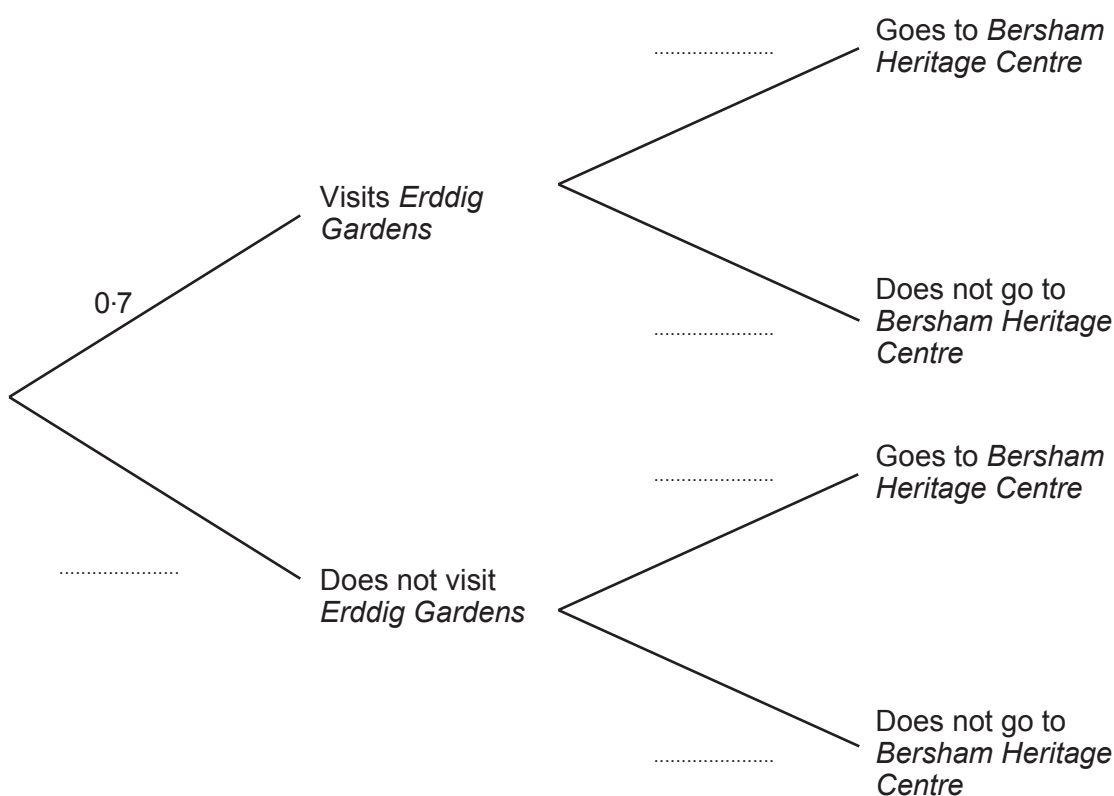 Goes to Bersham
Heritage Centre
.......................
Visits Erddig
Gardens
0·7
Does not go to
Bersham Heritage
Centre
.......................
Goes to Bersham
Heritage Centre
.......................
.......................
Does not visit
Erddig Gardens
Does not go to
Bersham Heritage
Centre
.......................